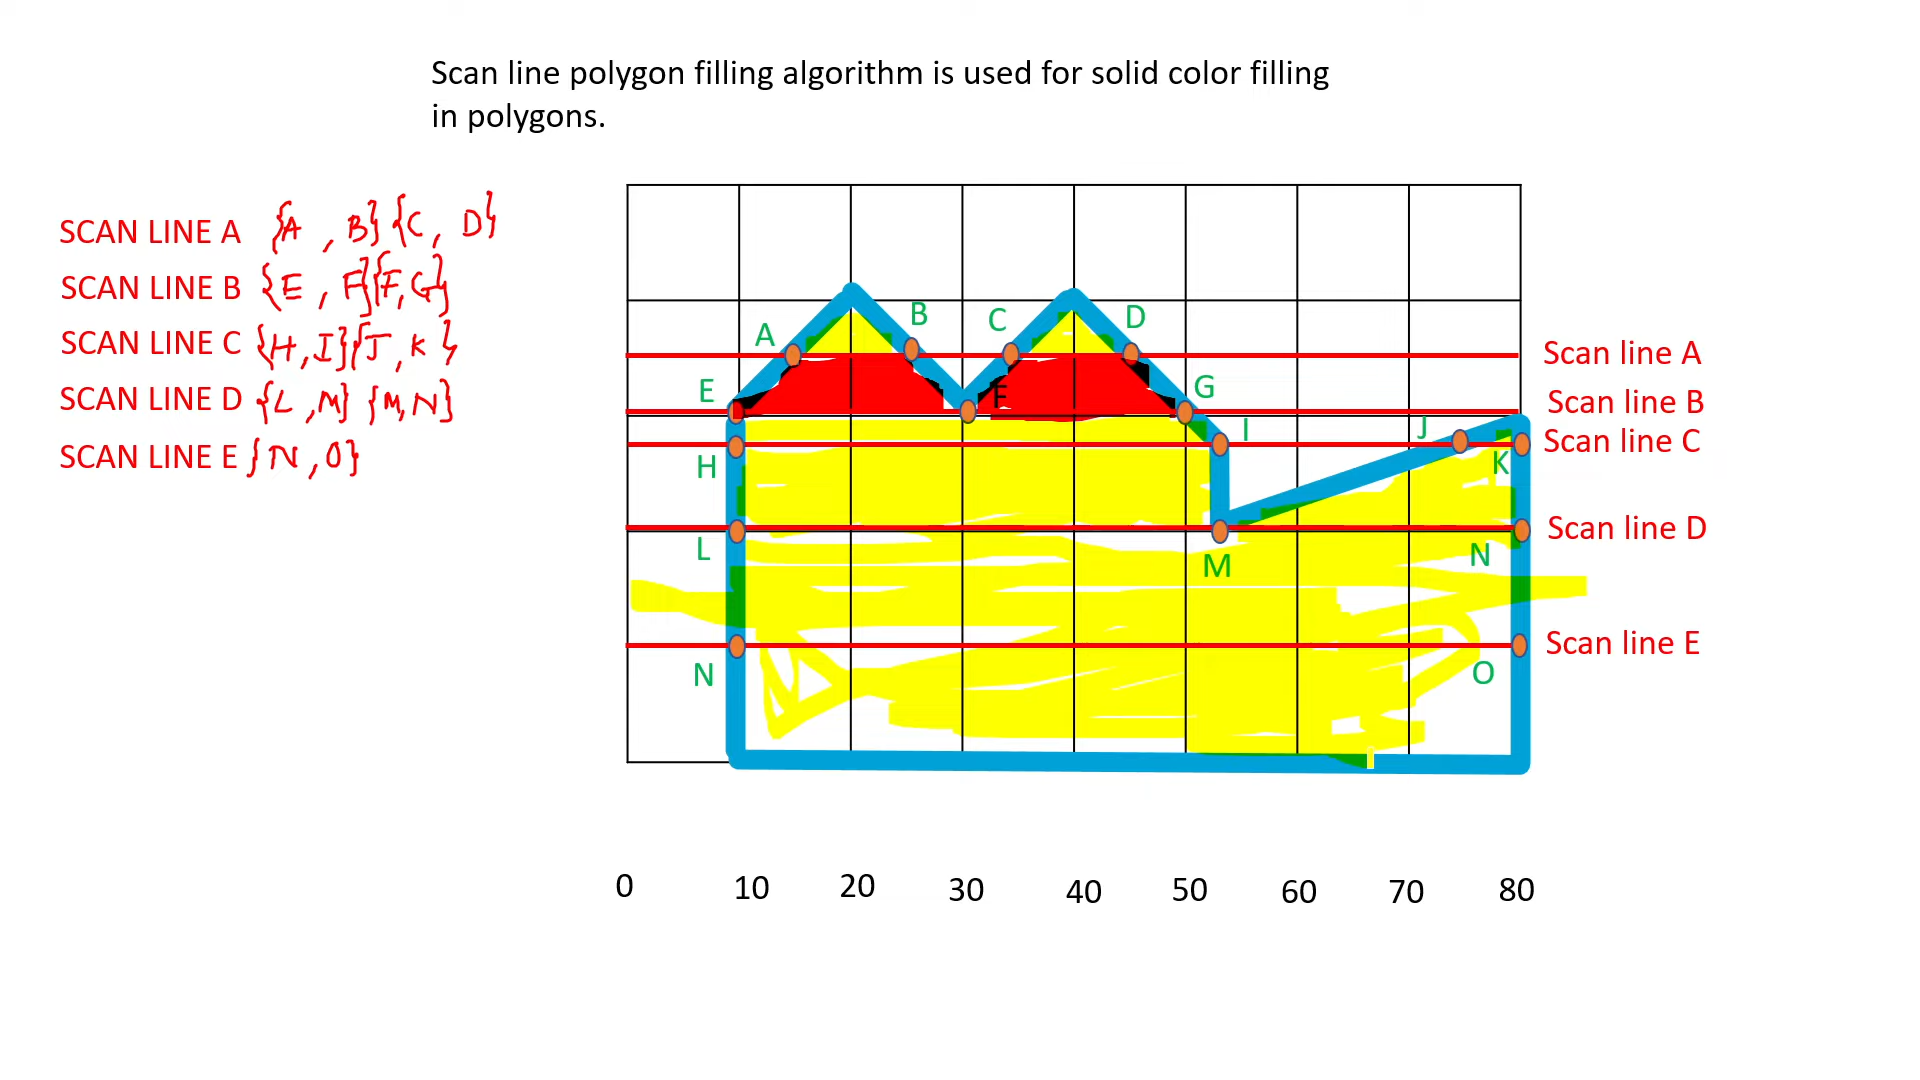 Scan line polygon filling algorithm is used for solid color filling
in polygons.
SCAN LINE A {A , B} {C, D}
SCAN LINE B {E , F} {F, G}
SCAN LINE C {H, I} {J, K}
SCAN LINE D {L, M} {M, N}
SCAN LINE E {N, O}
A B C D
Scan line A
E F G
Scan line B
I J
Scan line C
H K
Scan line D
L M N
Scan line E
N O
0 10 20 30 40 50 60 70 80